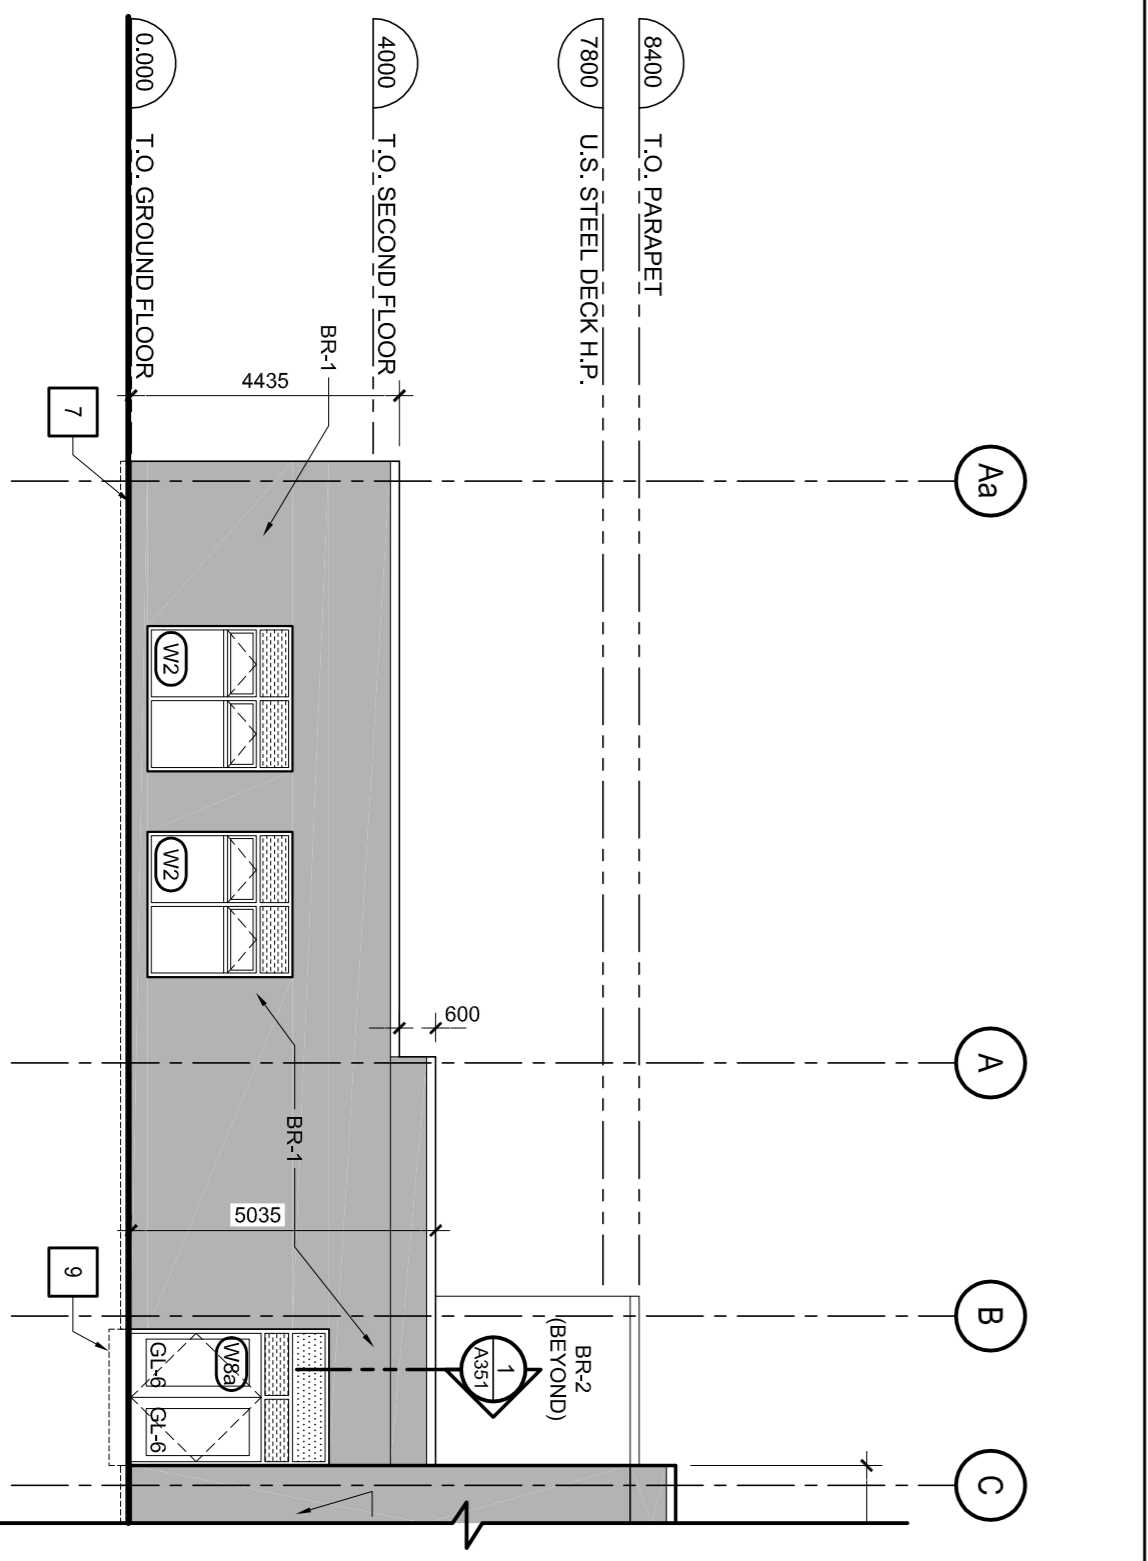 Aa
A
B
C
8400
T.O. PARAPET
7800
U.S. STEEL DECK H.P.
4000
T.O. SECOND FLOOR
0.000
T.O. GROUND FLOOR
BR-1
4435
7
W2
W2
600
BR-1
5035
9
BR-2
(BEYOND)
1
A351
W8a
GL-6
GL-6